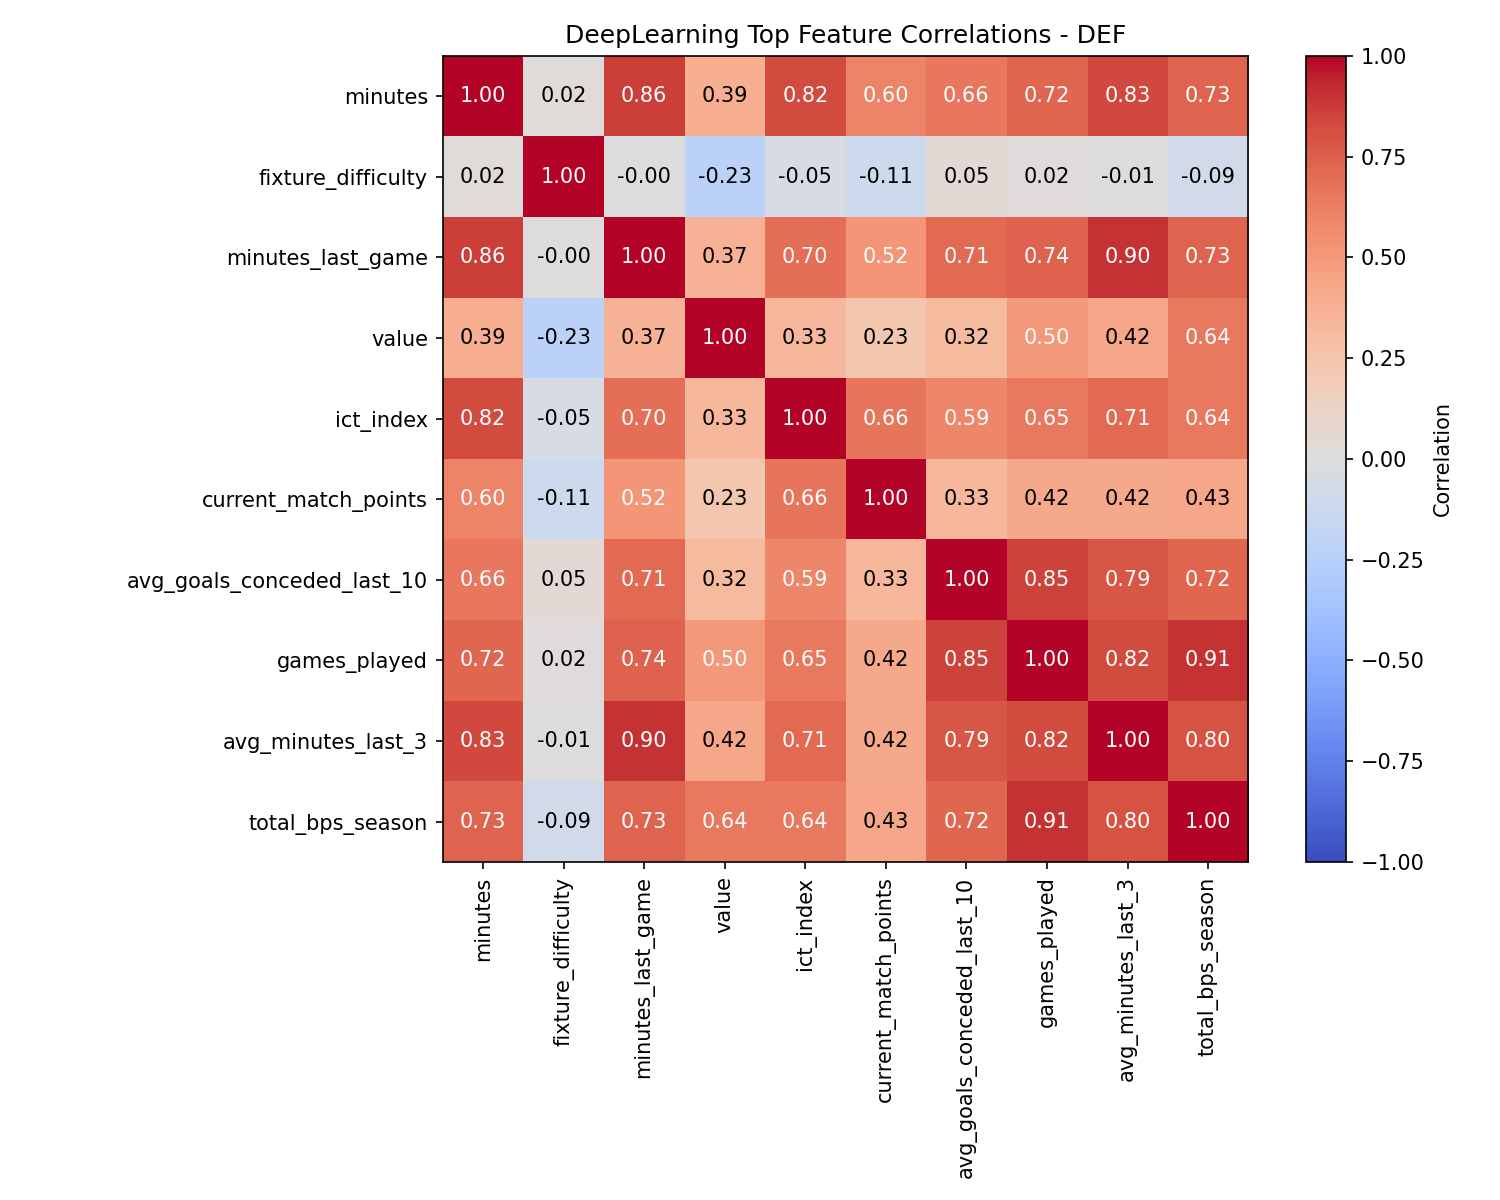 DeepLearning Top Feature Correlations - DEF
minutes 1.00 0.02 0.86 0.39 0.82 0.60 0.66 0.72 0.83 0.73
fixture_difficulty 0.02 1.00 -0.00 -0.23 -0.05 -0.11 0.05 0.02 -0.01 -0.09
minutes_last_game 0.86 -0.00 1.00 0.37 0.70 0.52 0.71 0.74 0.90 0.73
value 0.39 -0.23 0.37 1.00 0.33 0.23 0.32 0.50 0.42 0.64
ict_index 0.82 -0.05 0.70 0.33 1.00 0.66 0.59 0.65 0.71 0.64
current_match_points 0.60 -0.11 0.52 0.23 0.66 1.00 0.33 0.42 0.42 0.43
avg_goals_conceded_last_10 0.66 0.05 0.71 0.32 0.59 0.33 1.00 0.85 0.79 0.72
games_played 0.72 0.02 0.74 0.50 0.65 0.42 0.85 1.00 0.82 0.91
avg_minutes_last_3 0.83 -0.01 0.90 0.42 0.71 0.42 0.79 0.82 1.00 0.80
total_bps_season 0.73 -0.09 0.73 0.64 0.64 0.43 0.72 0.91 0.80 1.00
minutes
fixture_difficulty
minutes_last_game
value
ict_index
current_match_points
avg_goals_conceded_last_10
games_played
avg_minutes_last_3
total_bps_season
1.00
0.75
0.50
0.25
0.00
−0.25
−0.50
−0.75
−1.00
Correlation